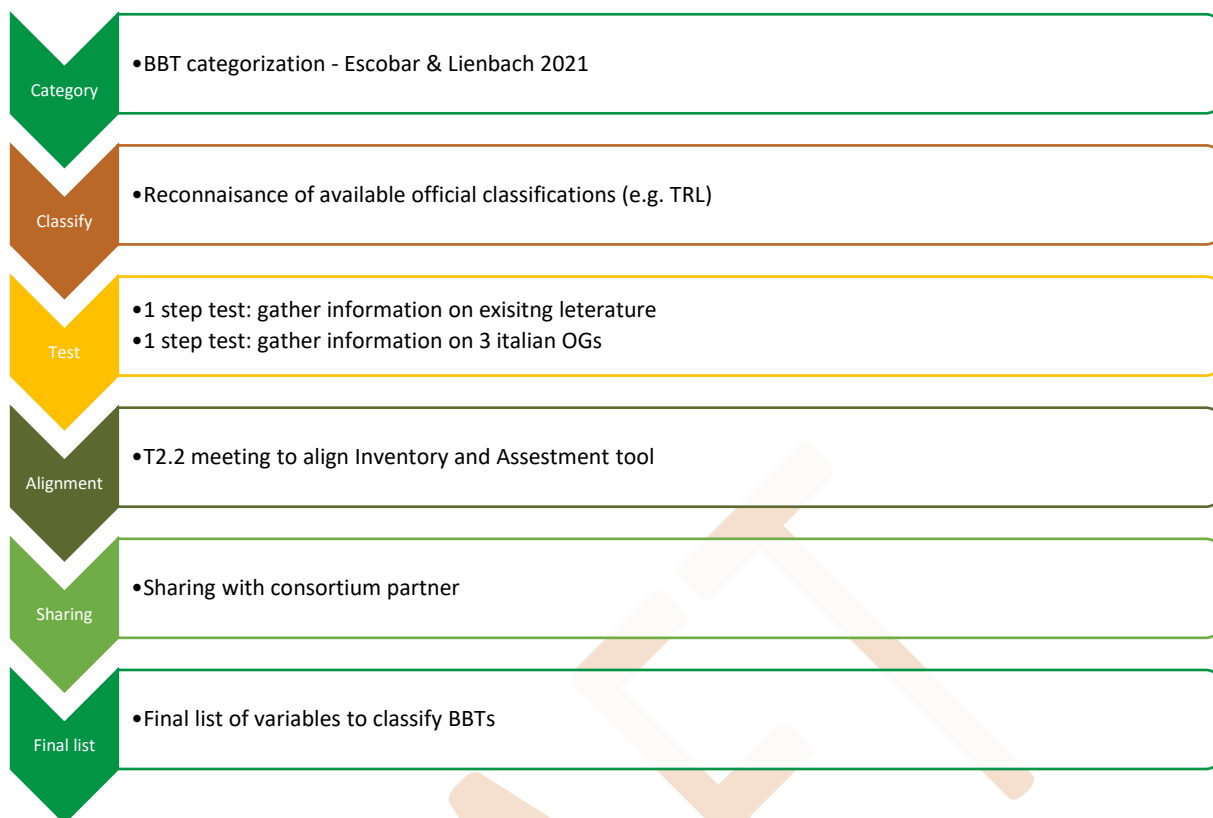 Category
•BBT categorization - Escobar & Lienbach 2021
Classify
•Reconnaisance of available official classifications (e.g. TRL)
Test
•1 step test: gather information on exisitng leterature
•1 step test: gather information on 3 italian OGs
Alignment
•T2.2 meeting to align Inventory and Assestment tool
Sharing
•Sharing with consortium partner
Final list
•Final list of variables to classify BBTs